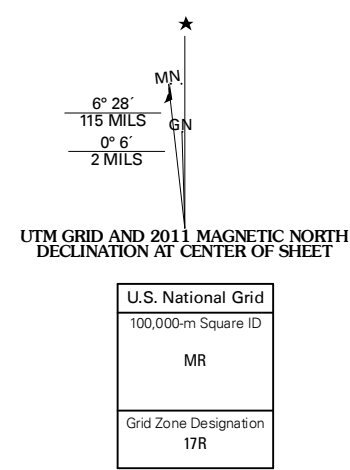 ★
M.N.
6° 28´
115 MILS
GN
0° 6´
2 MILS
UTM GRID AND 2011 MAGNETIC NORTH
DECLINATION AT CENTER OF SHEET
U.S. National Grid
100,000-m Square ID
MR
Grid Zone Designation
17R